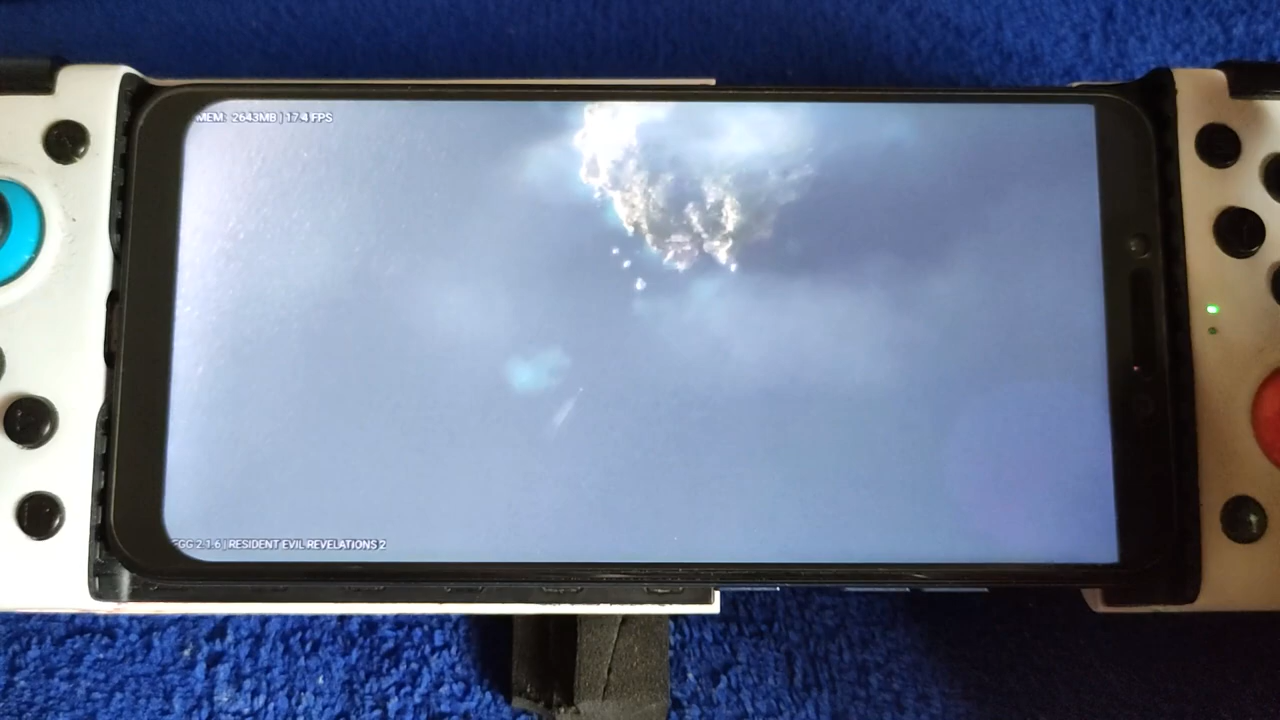 MEM: 2643MB | 17.4 FPS
EGG 2.1.6 | RESIDENT EVIL REVELATIONS 2